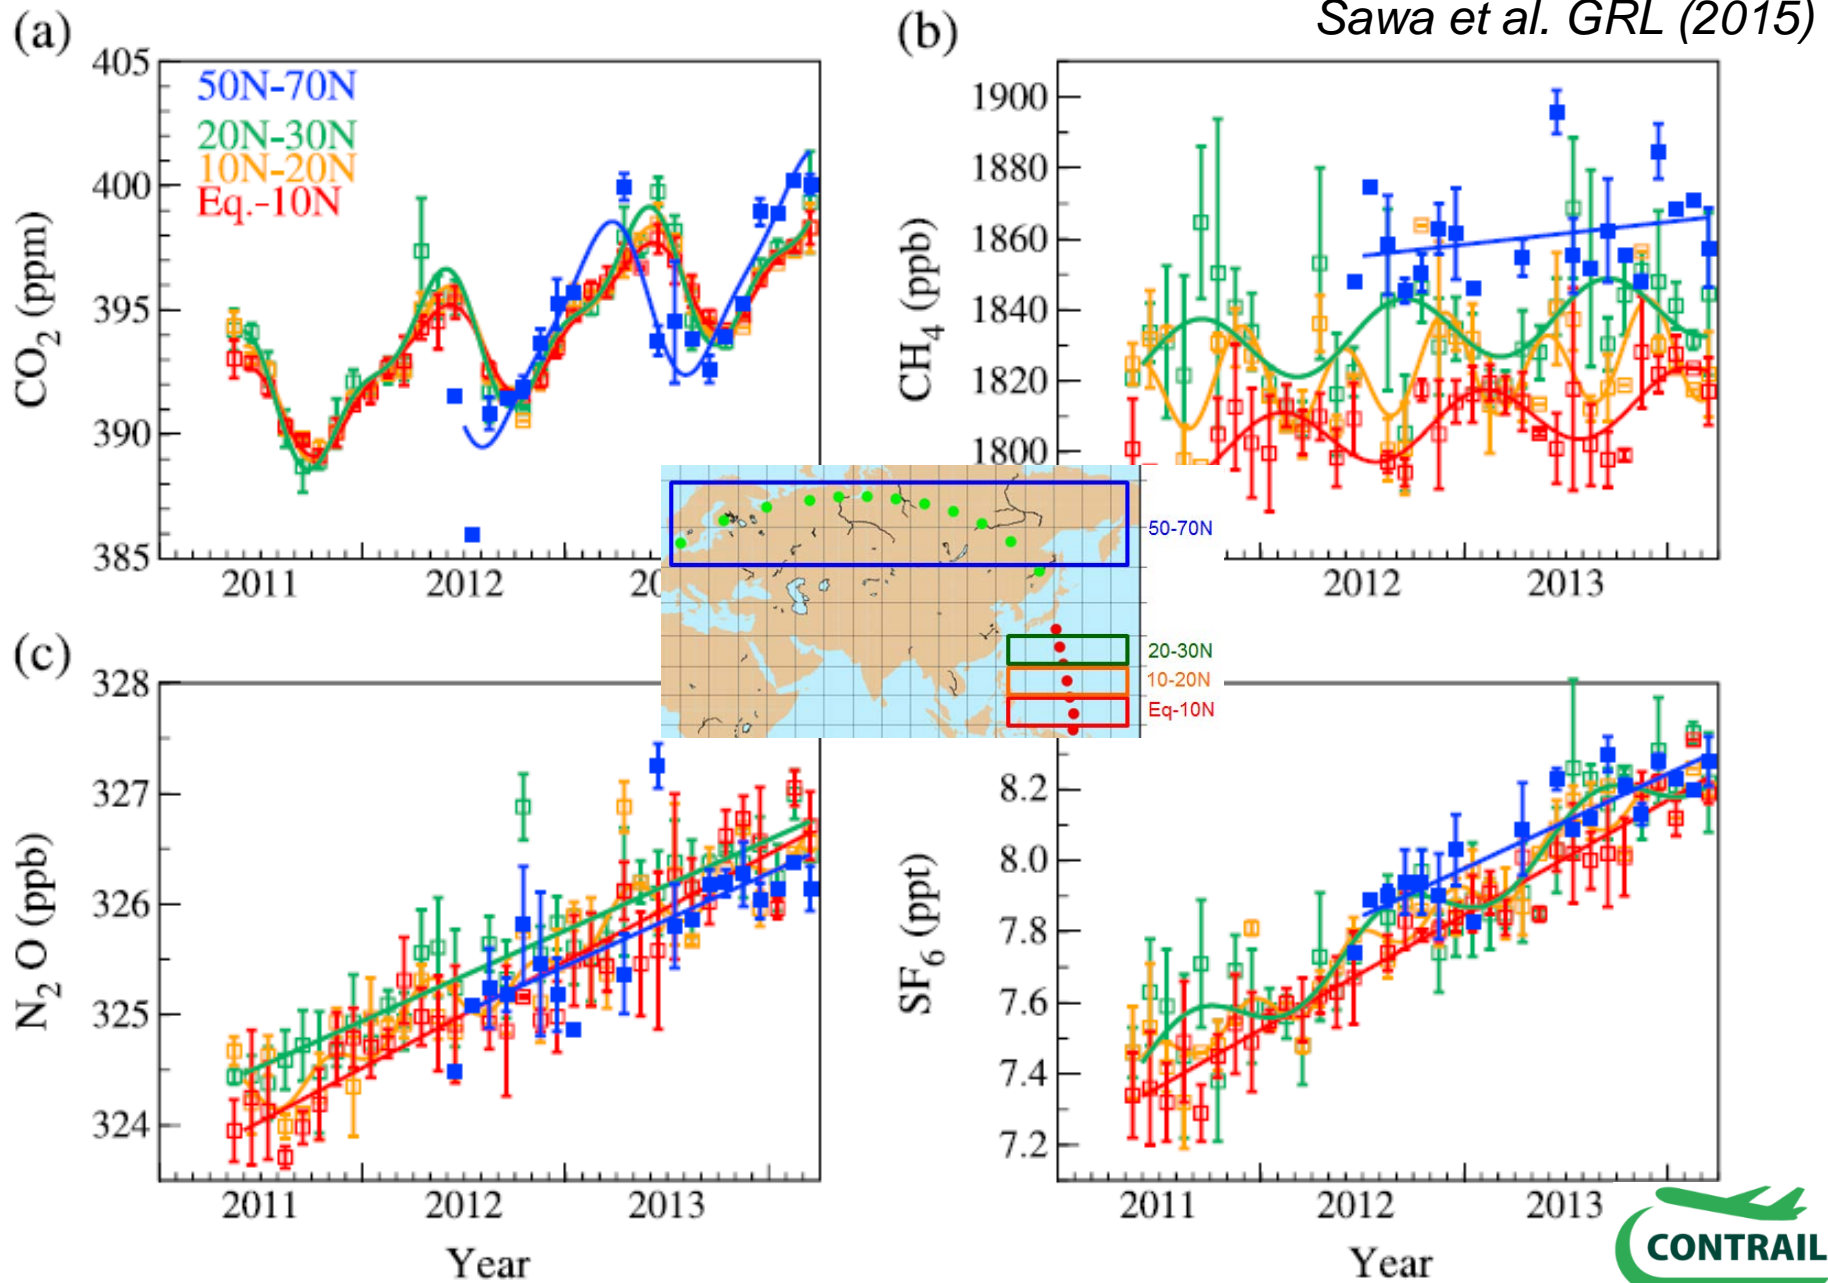 Sawa et al. GRL (2015)
(a)
405
400
395
390
385
CO2 (ppm)
50N-70N
20N-30N
10N-20N
Eq.-10N
2011
2012
20
(b)
1900
1880
1860
1840
1820
1800
CH4 (ppb)
2012
2013
50-70N
20-30N
10-20N
Eq-10N
(c)
328
327
326
325
324
N2O (ppb)
2011
2012
2013
Year
8.2
8.0
7.8
7.6
7.4
7.2
SF6 (ppt)
2011
2012
2013
Year
CONTRAIL